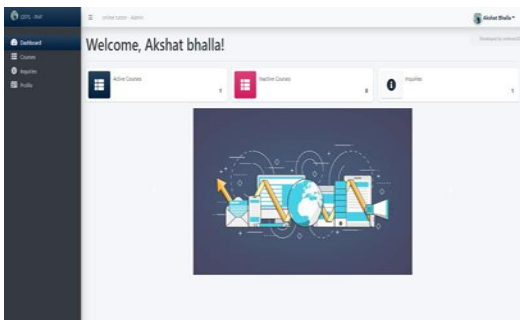 Akshat Bhalla
Dashboard
Courses
Inquiries
Profile
Welcome, Akshat bhalla!
Active Courses
Inactive Courses
Inquiries